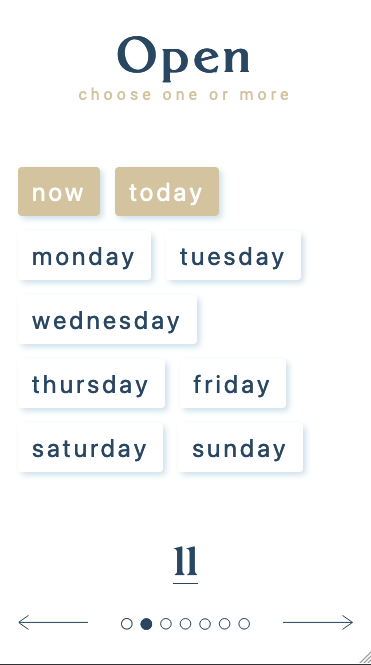 Open
choose one or more
now today
monday tuesday
wednesday
thursday friday
saturday sunday
11